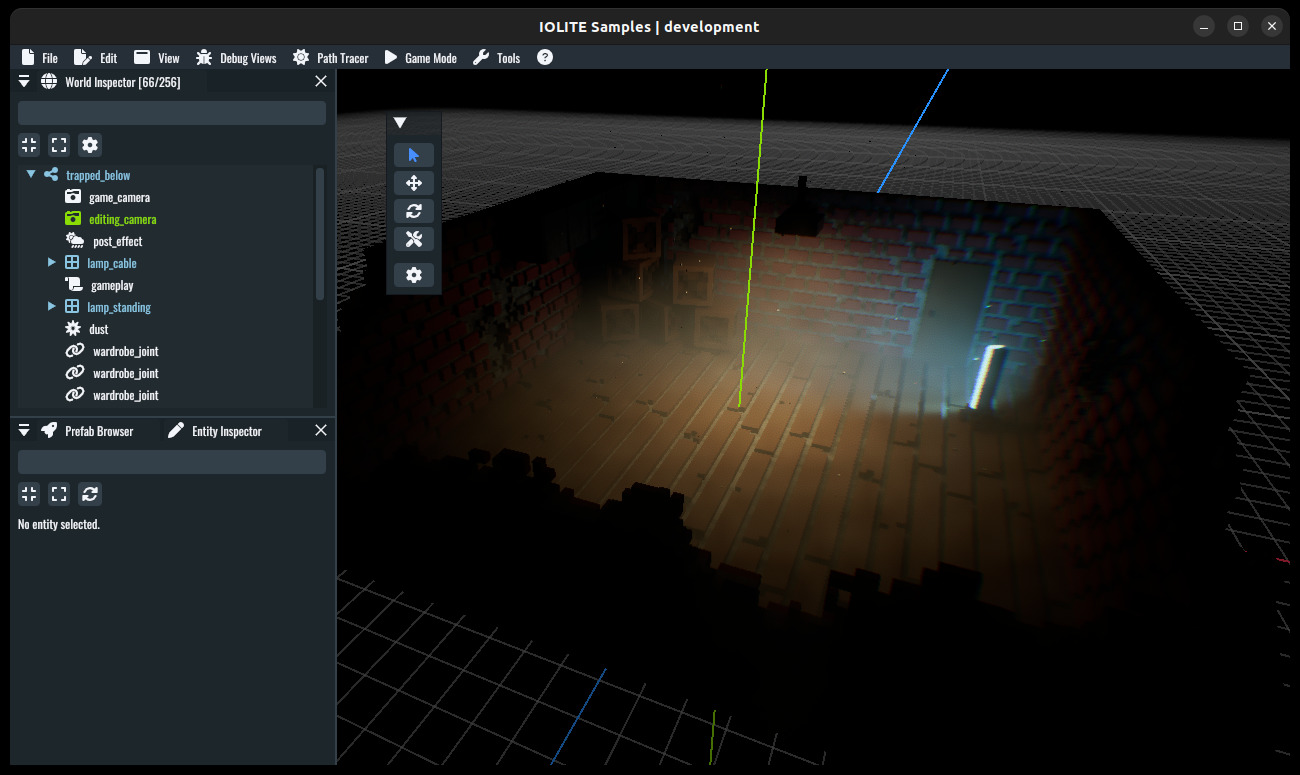 IOLITE Samples | development
File Edit View Debug Views Path Tracer Game Mode Tools ?
World Inspector [66/256]
trapped_below
game_camera
editing_camera
post_effect
lamp_cable
gameplay
lamp_standing
dust
wardrobe_joint
wardrobe_joint
wardrobe_joint
Prefab Browser Entity Inspector
No entity selected.